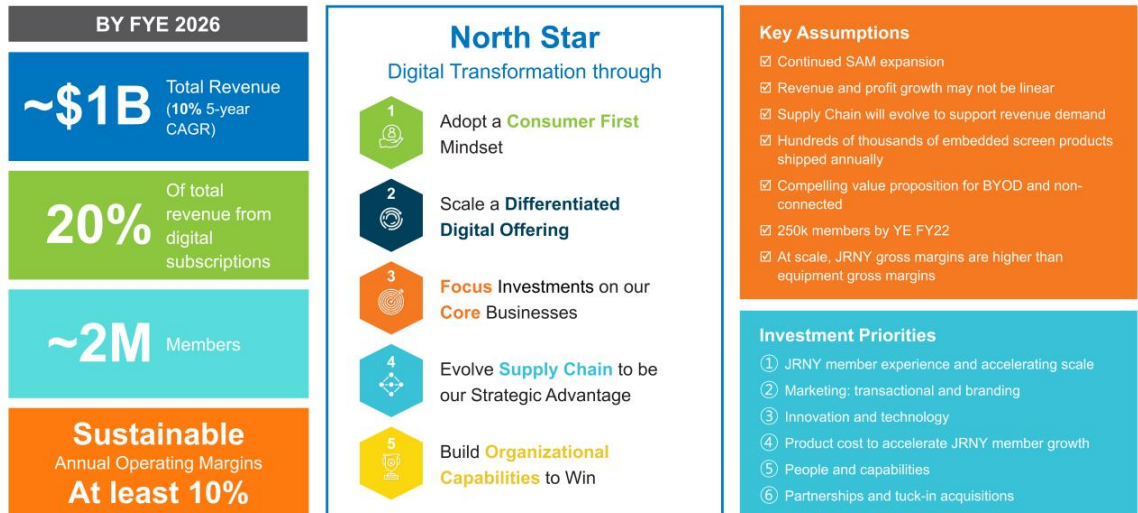 BY FYE 2026
~$1B
Total Revenue
(10% 5-year
CAGR)
20%
Of total
revenue from
digital
subscriptions
~2M
Members
Sustainable
Annual Operating Margins
At least 10%
North Star
Digital Transformation through
1
Adopt a Consumer First
Mindset
2
Scale a Differentiated
Digital Offering
3
Focus Investments on our
Core Businesses
4
Evolve Supply Chain to be
our Strategic Advantage
5
Build Organizational
Capabilities to Win
Key Assumptions
☑ Continued SAM expansion
☑ Revenue and profit growth may not be linear
☑ Supply Chain will evolve to support revenue demand
☑ Hundreds of thousands of embedded screen products
shipped annually
☑ Compelling value proposition for BYOD and non-
connected
☑ 250k members by YE FY22
☑ At scale, JRNY gross margins are higher than
equipment gross margins
Investment Priorities
① JRNY member experience and accelerating scale
② Marketing: transactional and branding
③ Innovation and technology
④ Product cost to accelerate JRNY member growth
⑤ People and capabilities
⑥ Partnerships and tuck-in acquisitions